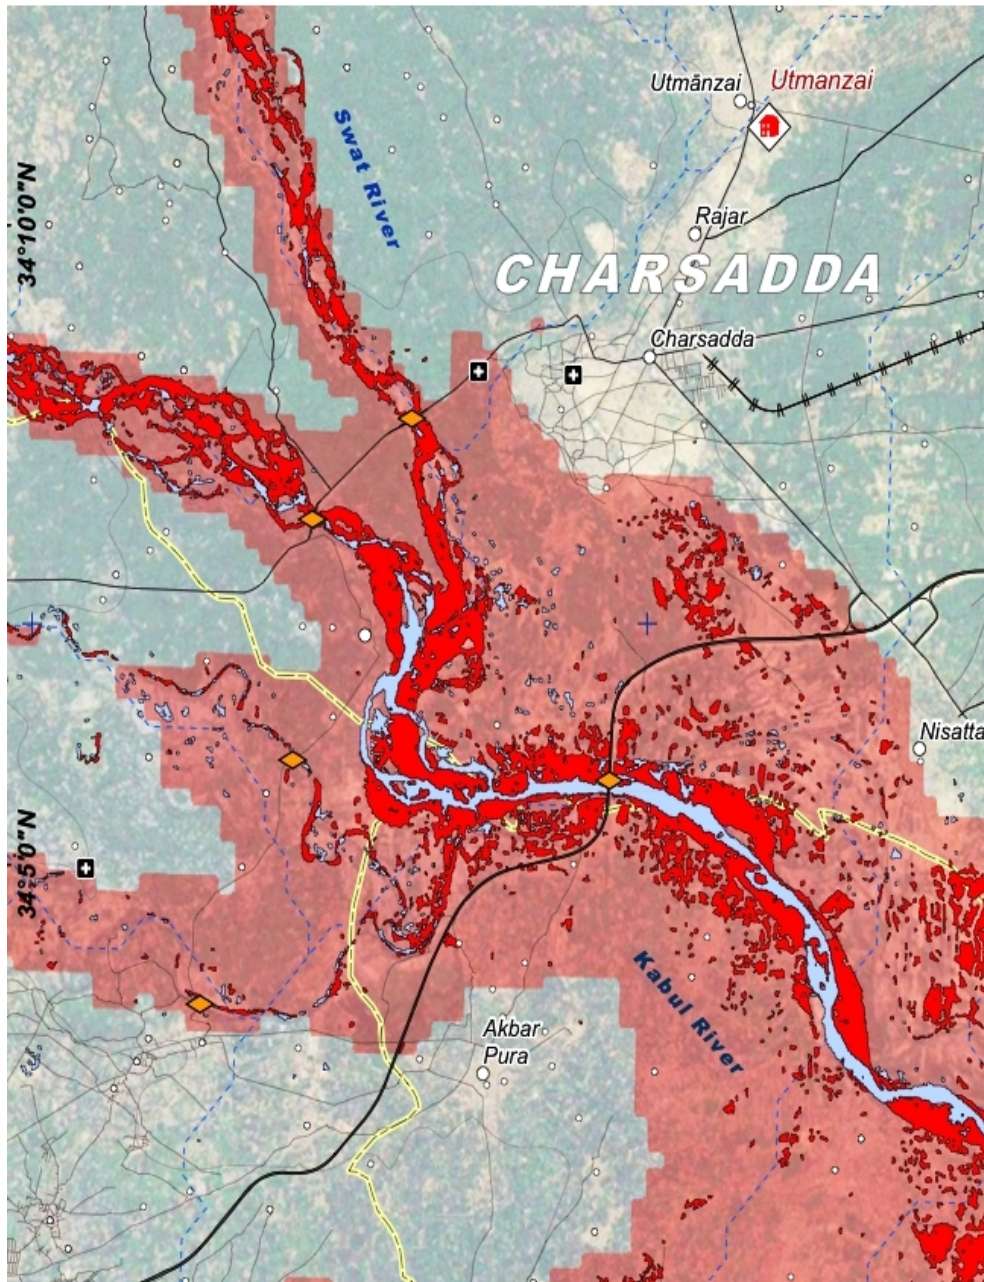 Utmānzai
Utmanzai
Swat River
34°10'0"N
Rajar
CHARSADDA
Charsadda
Nisatta
34°5'0"N
Kabul River
Akbar
Pura